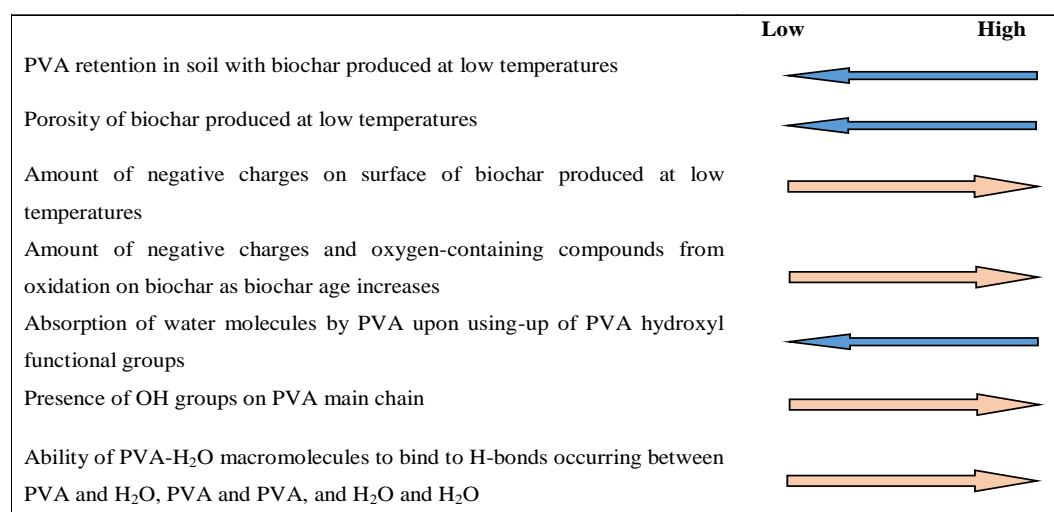 Low High
PVA retention in soil with biochar produced at low temperatures
Porosity of biochar produced at low temperatures
Amount of negative charges on surface of biochar produced at low
temperatures
Amount of negative charges and oxygen-containing compounds from
oxidation on biochar as biochar age increases
Absorption of water molecules by PVA upon using-up of PVA hydroxyl
functional groups
Presence of OH groups on PVA main chain
Ability of PVA-H₂O macromolecules to bind to H-bonds occurring between
PVA and H₂O, PVA and PVA, and H₂O and H₂O